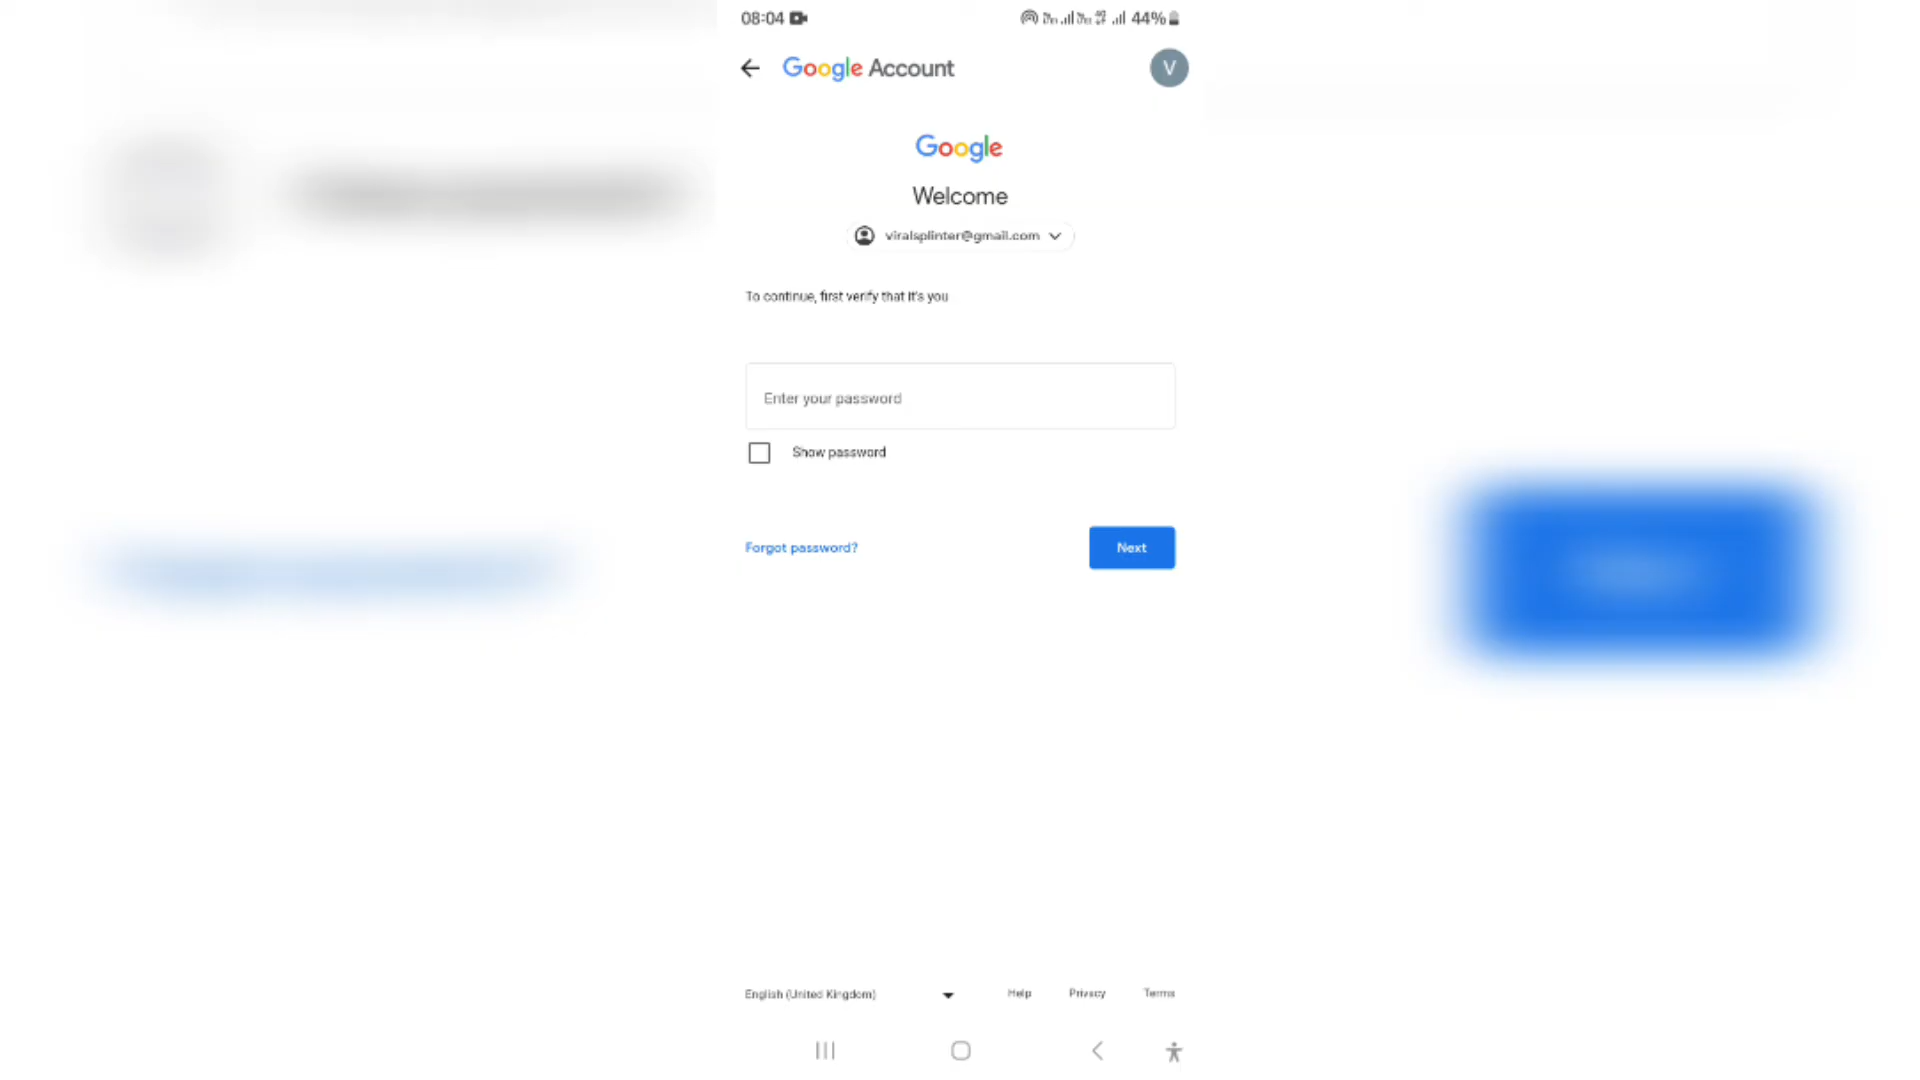 08:04 44%
Google Account V
Google
Welcome
viralsplinter@gmail.com
To continue, first verify that it's you
Enter your password
Show password
Forgot password? Next
English (United Kingdom) Help Privacy Terms